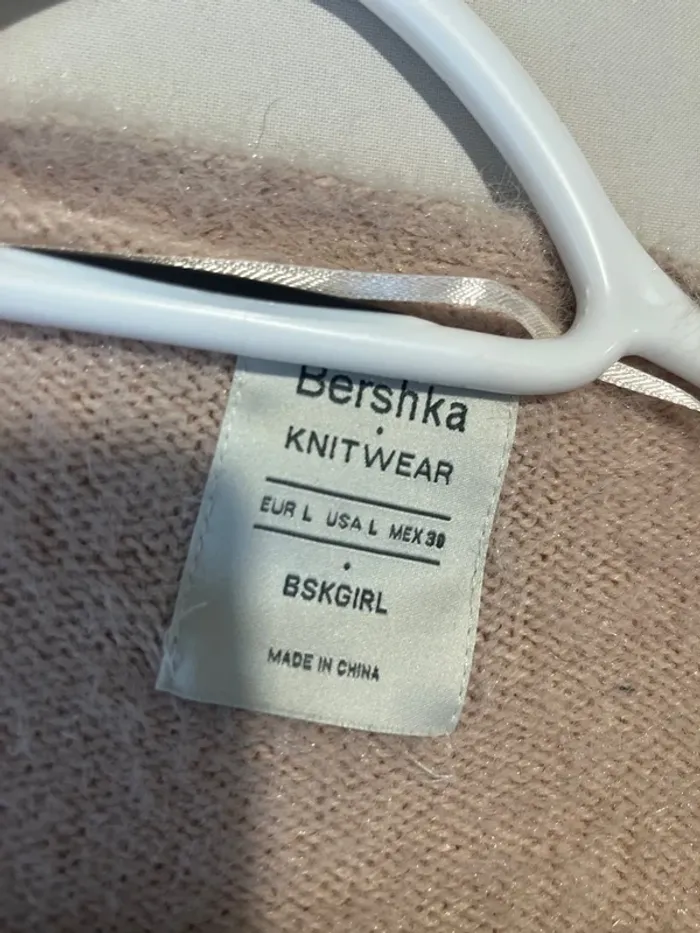 Bershka
KNITWEAR
EUR L USA L MEX 30
BSKGIRL
MADE IN CHINA